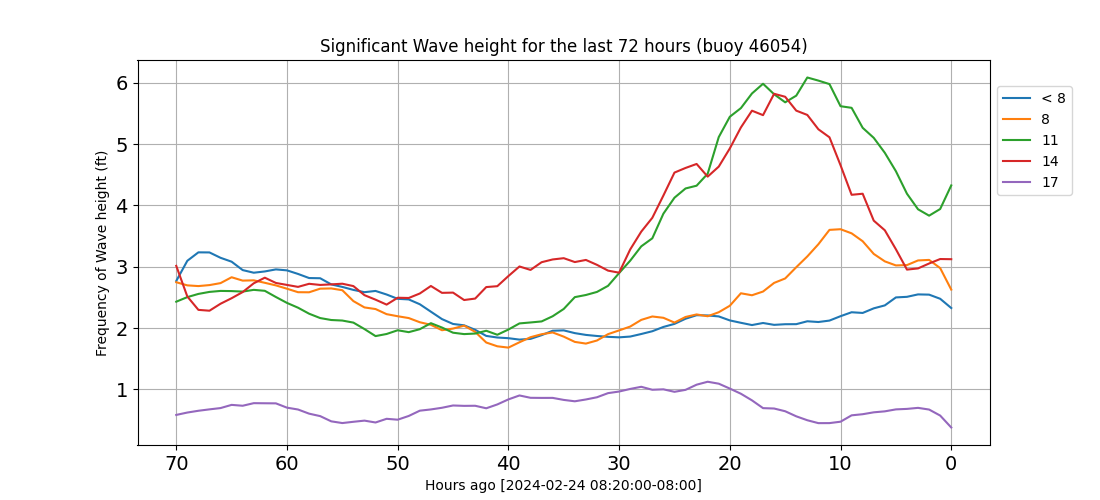 Significant Wave height for the last 72 hours (buoy 46054)
Frequency of Wave height (ft)
6
5
4
3
2
1
70 60 50 40 30 20 10 0
Hours ago [2024-02-24 08:20:00-08:00]
< 8
8
11
14
17